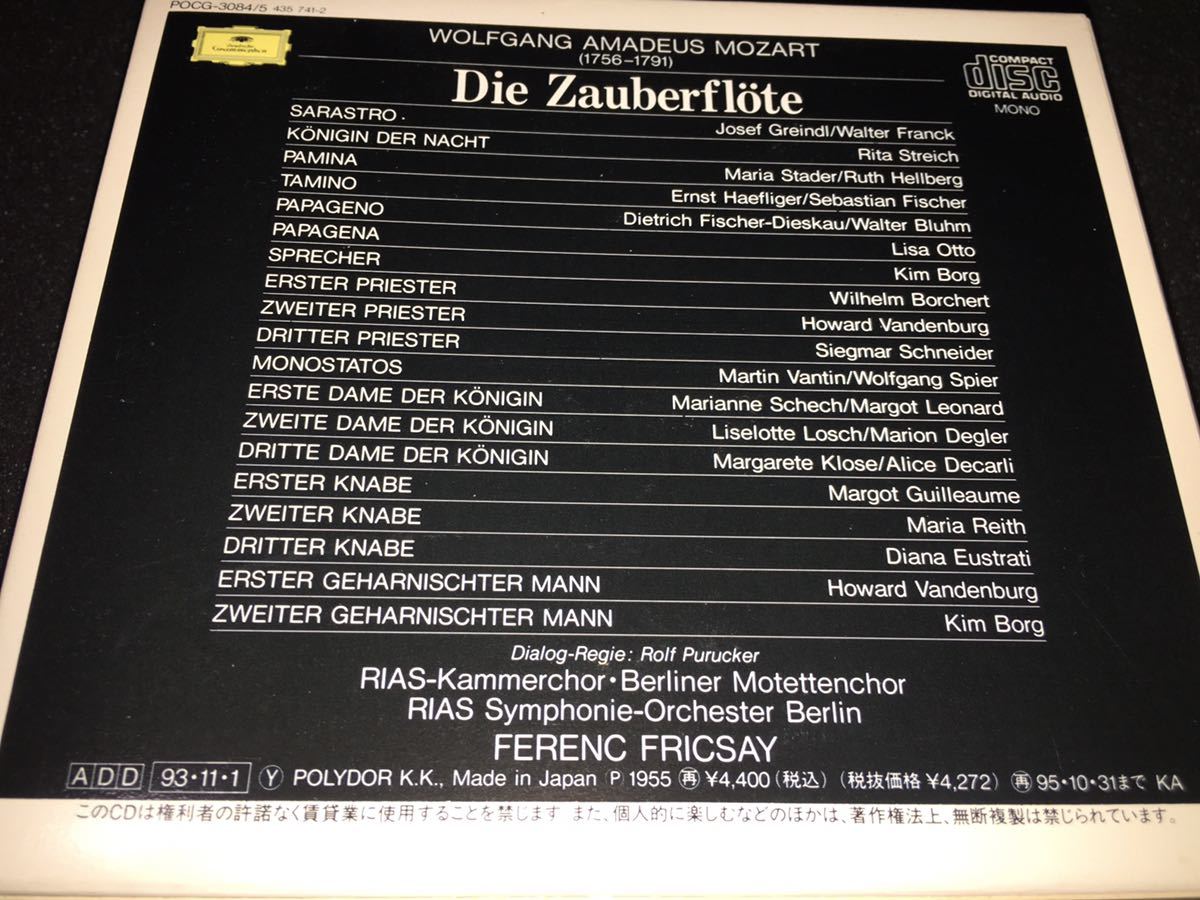 POCG-3084/5 435 741-2
Deutsche Grammophon
WOLFGANG AMADEUS MOZART
(1756–1791)
COMPACT
disc
DIGITAL AUDIO
MONO
Die Zauberflöte
SARASTRO . Josef Greindl/Walter Franck
KÖNIGIN DER NACHT Rita Streich
PAMINA Maria Stader/Ruth Hellberg
TAMINO Ernst Haefliger/Sebastian Fischer
PAPAGENO Dietrich Fischer-Dieskau/Walter Bluhm
PAPAGENA Lisa Otto
SPRECHER Kim Borg
ERSTER PRIESTER Wilhelm Borchert
ZWEITER PRIESTER Howard Vandenburg
DRITTER PRIESTER Siegmar Schneider
MONOSTATOS Martin Vantin/Wolfgang Spier
ERSTE DAME DER KÖNIGIN Marianne Schech/Margot Leonard
ZWEITE DAME DER KÖNIGIN Liselotte Losch/Marion Degler
DRITTE DAME DER KÖNIGIN Margarete Klose/Alice Decarli
ERSTER KNABE Margot Guilleaume
ZWEITER KNABE Maria Reith
DRITTER KNABE Diana Eustrati
ERSTER GEHARNISCHTER MANN Howard Vandenburg
ZWEITER GEHARNISCHTER MANN Kim Borg
Dialog-Regie: Rolf Purucker
RIAS-Kammerchor・Berliner Motettenchor
RIAS Symphonie-Orchester Berlin
FERENC FRICSAY
ADD 93・11・1 Ⓨ POLYDOR K.K., Made in Japan Ⓟ 1955 ㊢ ¥4,400(税込) (税抜価格 ¥4,272) 再 95・10・31まで KA
このCDは権利者の許諾なく賃貸業に使用することを禁じます また、個人的に楽しむなどのほかは、著作権法上、無断複製は禁じられています。